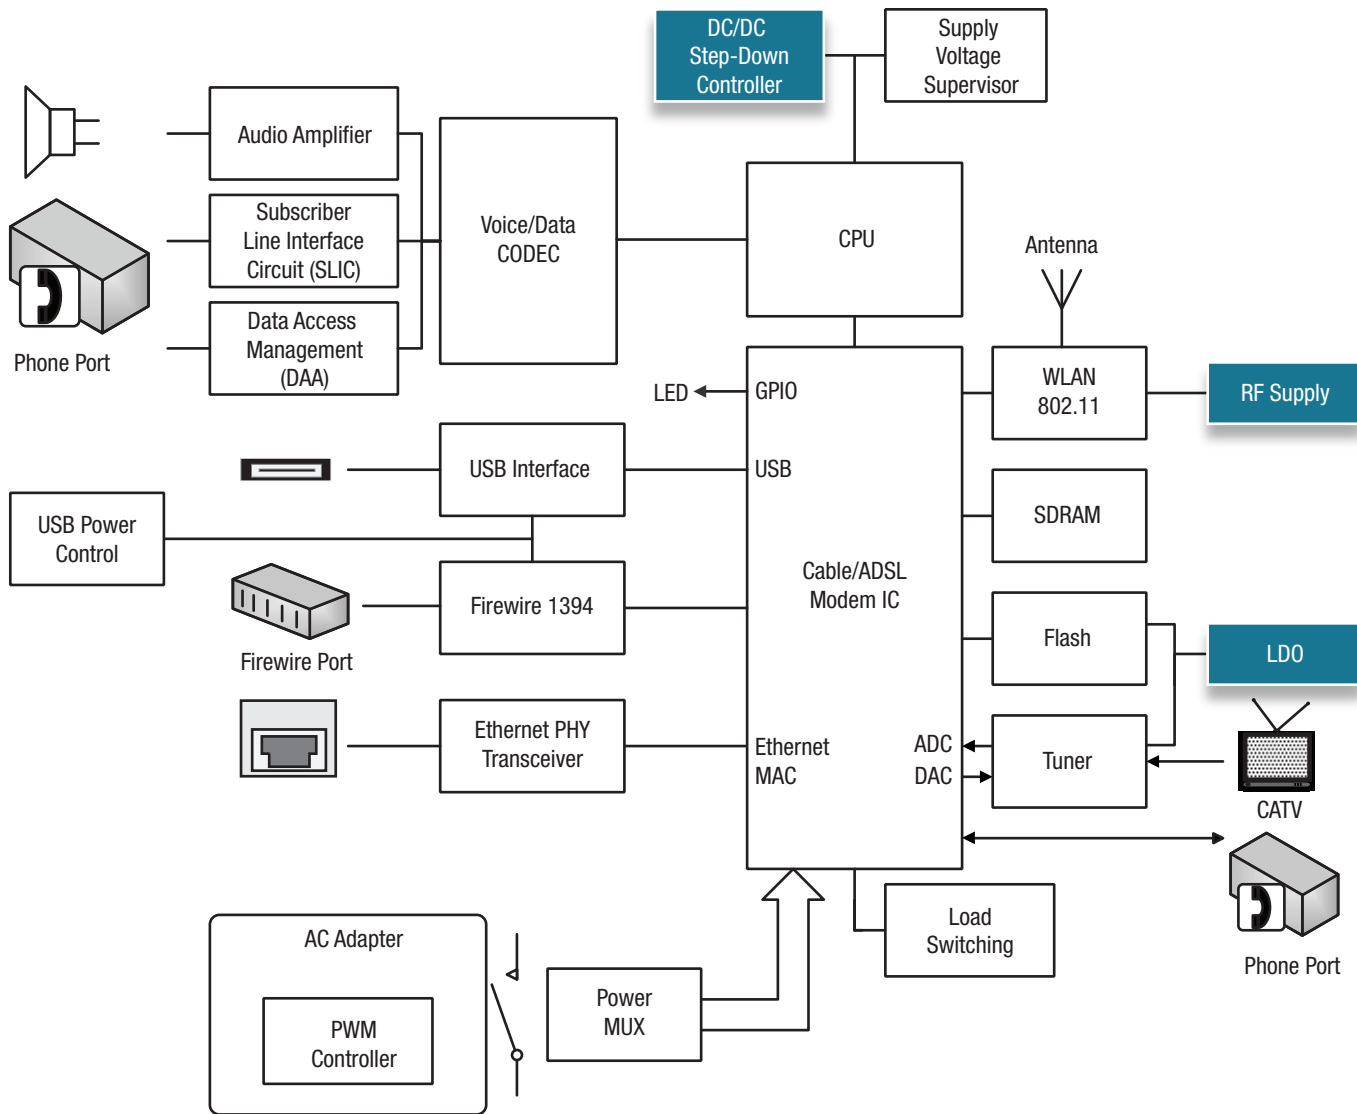 DC/DC
Step-Down
Controller
Supply
Voltage
Supervisor
Audio Amplifier
Subscriber
Line Interface
Circuit (SLIC)
Voice/Data
CODEC
CPU
Antenna
Data Access
Management
(DAA)
Phone Port
LED
GPIO
WLAN
802.11
RF Supply
USB Interface
USB
USB Power
Control
SDRAM
Cable/ADSL
Modem IC
Firewire 1394
Firewire Port
Flash
LDO
Ethernet PHY
Transceiver
Ethernet
MAC
ADC
DAC
Tuner
CATV
AC Adapter
PWM
Controller
Power
MUX
Load
Switching
Phone Port